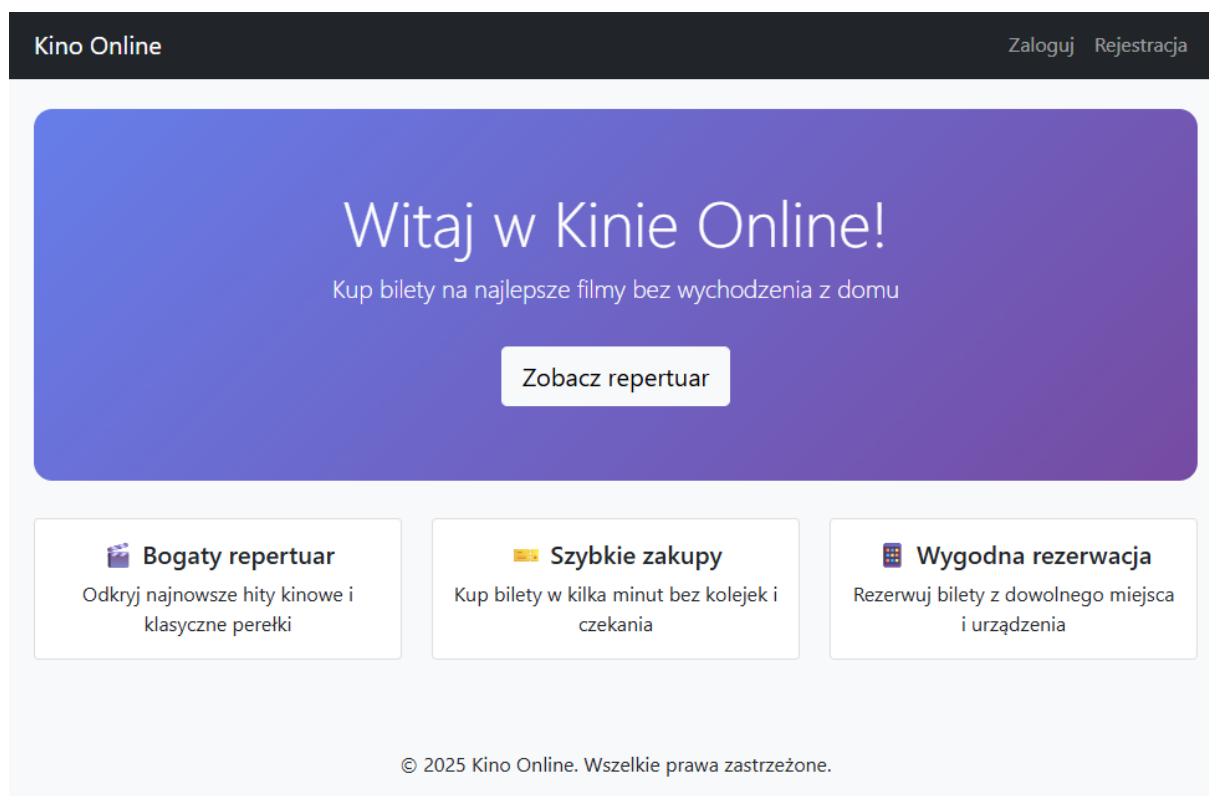 Kino Online
Zaloguj Rejestracja
Witaj w Kinie Online!
Kup bilety na najlepsze filmy bez wychodzenia z domu
Zobacz repertuar
Bogaty repertuar
Odkryj najnowsze hity kinowe i
klasyczne perełki
Szybkie zakupy
Kup bilety w kilka minut bez kolejek i
czekania
Wygodna rezerwacja
Rezerwuj bilety z dowolnego miejsca
i urządzenia
© 2025 Kino Online. Wszelkie prawa zastrzeżone.